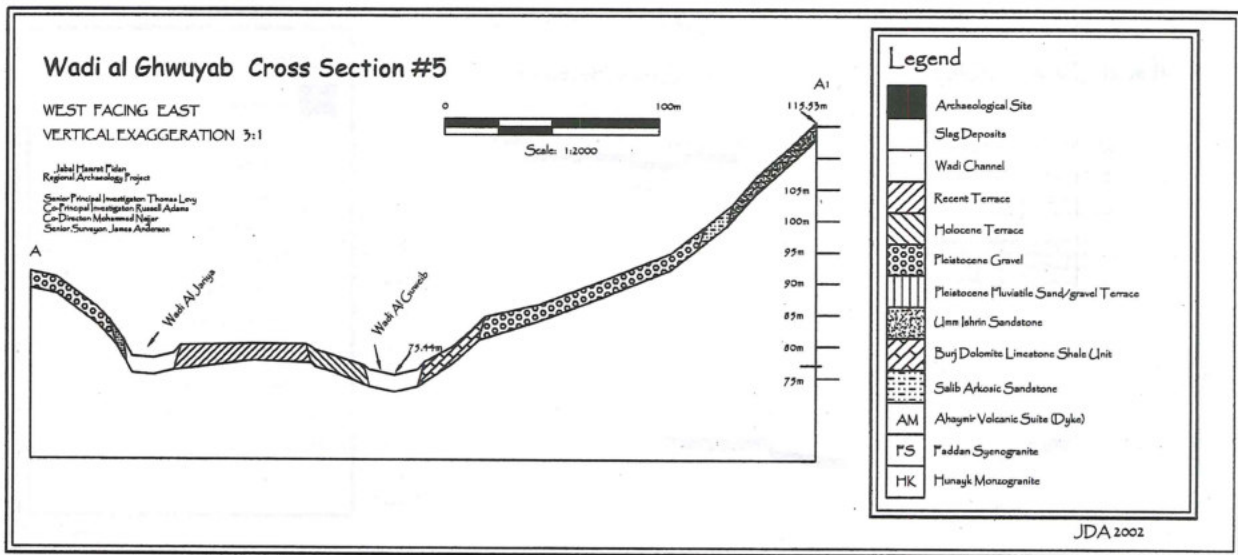 Wadi al Ghwuyab Cross Section #5
WEST FACING EAST
VERTICAL EXAGGERATION 3:1
Jabal Hamrat Fidan
Regional Archaeology Project
Senior Principal Investigator: Thomas Levy
Co-Principal Investigator: Russell Adams
Co-Director: Mohammed Najjar
Senior Surveyor: James Anderson
0 100m
Scale: 1:2000
A
Wadi Al Jariya
Wadi Al Guweib
75.44m
A1
115.53m
105m
100m
95m
90m
85m
80m
75m
Legend
Archaeological Site
Slag Deposits
Wadi Channel
Recent Terrace
Holocene Terrace
Pleistocene Gravel
Pleistocene Fluviatile Sand/gravel Terrace
Umm Ishrin Sandstone
Burj Dolomite Limestone Shale Unit
Salib Arkosic Sandstone
AM Ahaymir Volcanic Suite (Dyke)
FS Faddan Syenogranite
HK Hunayk Monzogranite
JDA 2002